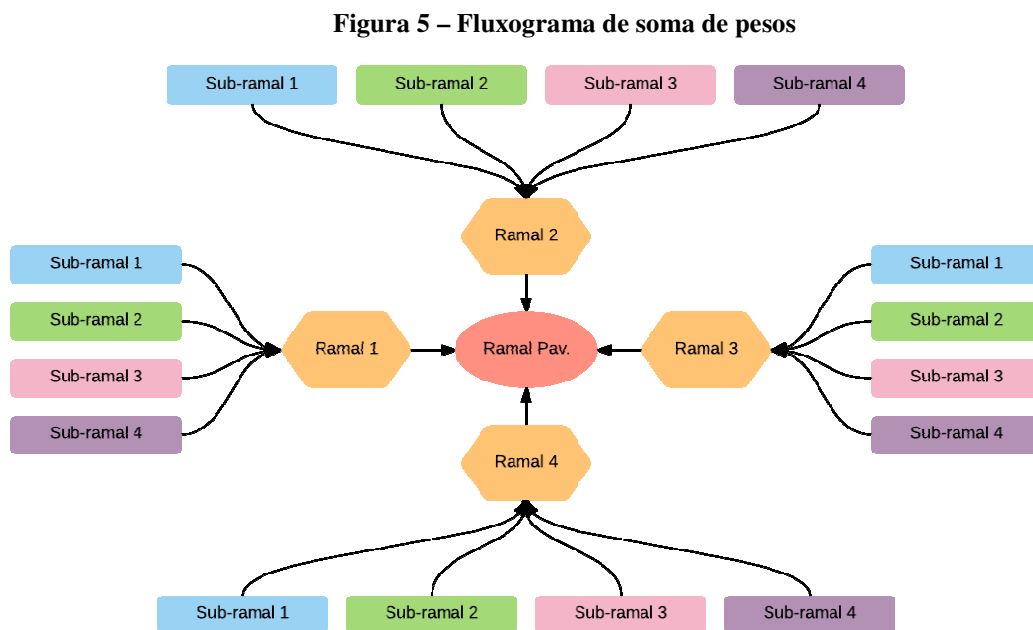 Figura 5 – Fluxograma de soma de pesos
Sub-ramal 1
Sub-ramal 2
Sub-ramal 3
Sub-ramal 4
Ramal 2
Sub-ramal 1
Sub-ramal 2
Sub-ramal 3
Sub-ramal 4
Ramal 1
Ramal Pav.
Ramal 3
Sub-ramal 1
Sub-ramal 2
Sub-ramal 3
Sub-ramal 4
Ramal 4
Sub-ramal 1
Sub-ramal 2
Sub-ramal 3
Sub-ramal 4